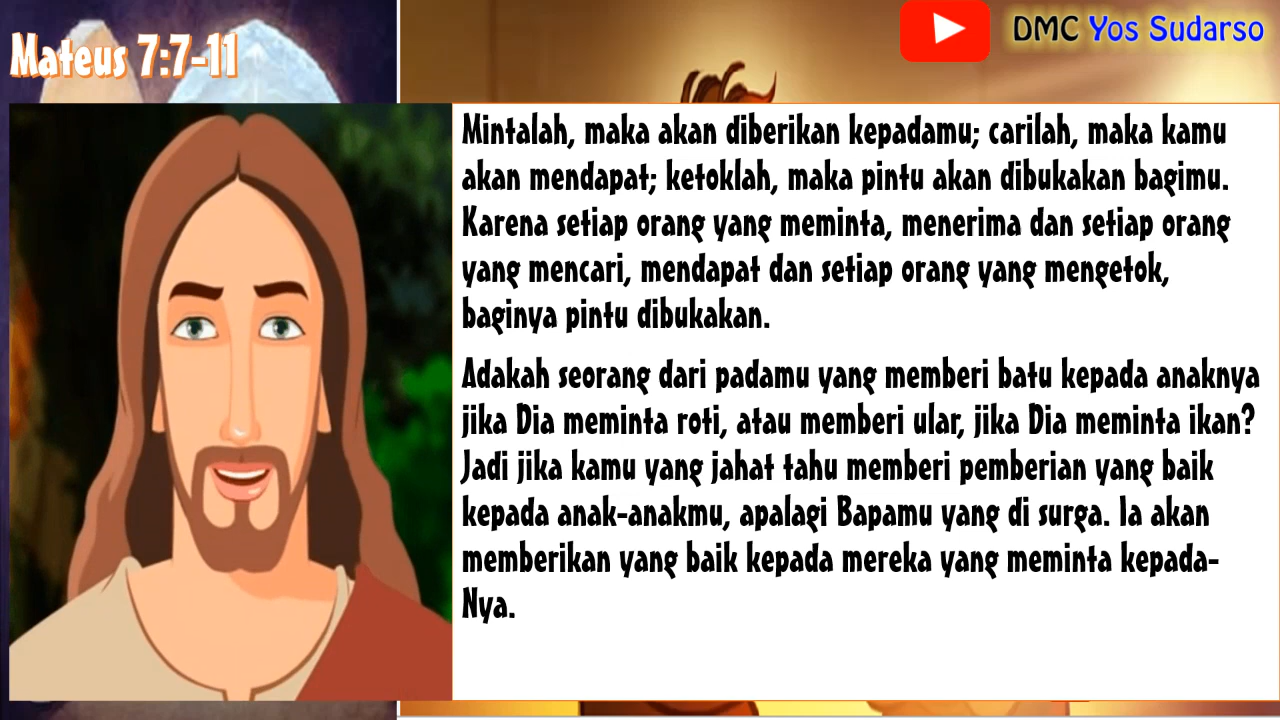 Mateus 7:7-11
DMC Yos Sudarso
Mintalah, maka akan diberikan kepadamu; carilah, maka kamu
akan mendapat; ketoklah, maka pintu akan dibukakan bagimu.
Karena setiap orang yang meminta, menerima dan setiap orang
yang mencari, mendapat dan setiap orang yang mengetok,
baginya pintu dibukakan.
Adakah seorang dari padamu yang memberi batu kepada anaknya
jika Dia meminta roti, atau memberi ular, jika Dia meminta ikan?
Jadi jika kamu yang jahat tahu memberi pemberian yang baik
kepada anak-anakmu, apalagi Bapamu yang di surga. Ia akan
memberikan yang baik kepada mereka yang meminta kepada-
Nya.